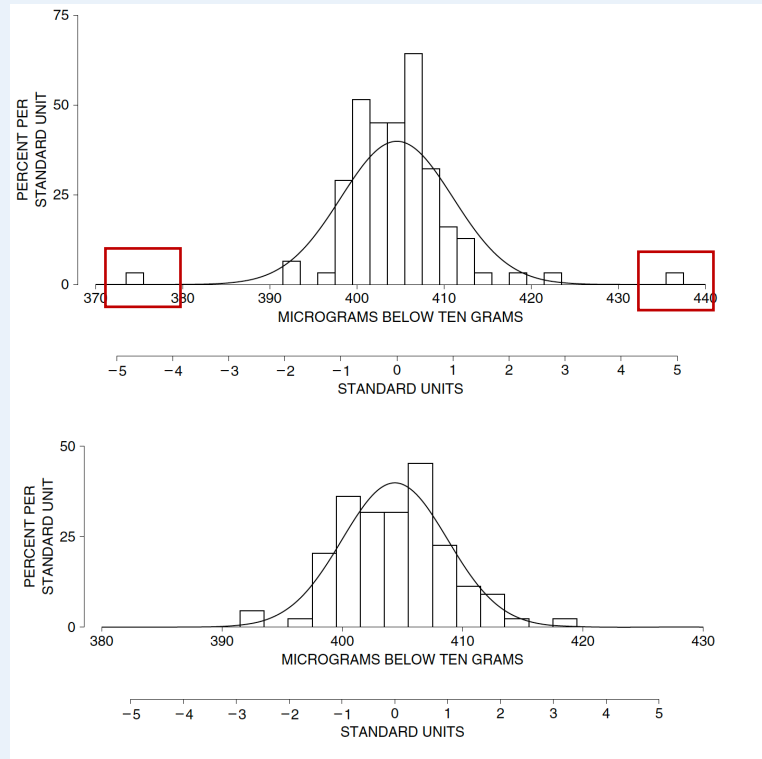 75
50
25
0
PERCENT PER
STANDARD UNIT
370 380 390 400 410 420 430 440
MICROGRAMS BELOW TEN GRAMS
−5 −4 −3 −2 −1 0 1 2 3 4 5
STANDARD UNITS
50
25
0
PERCENT PER
STANDARD UNIT
380 390 400 410 420 430
MICROGRAMS BELOW TEN GRAMS
−5 −4 −3 −2 −1 0 1 2 3 4 5
STANDARD UNITS